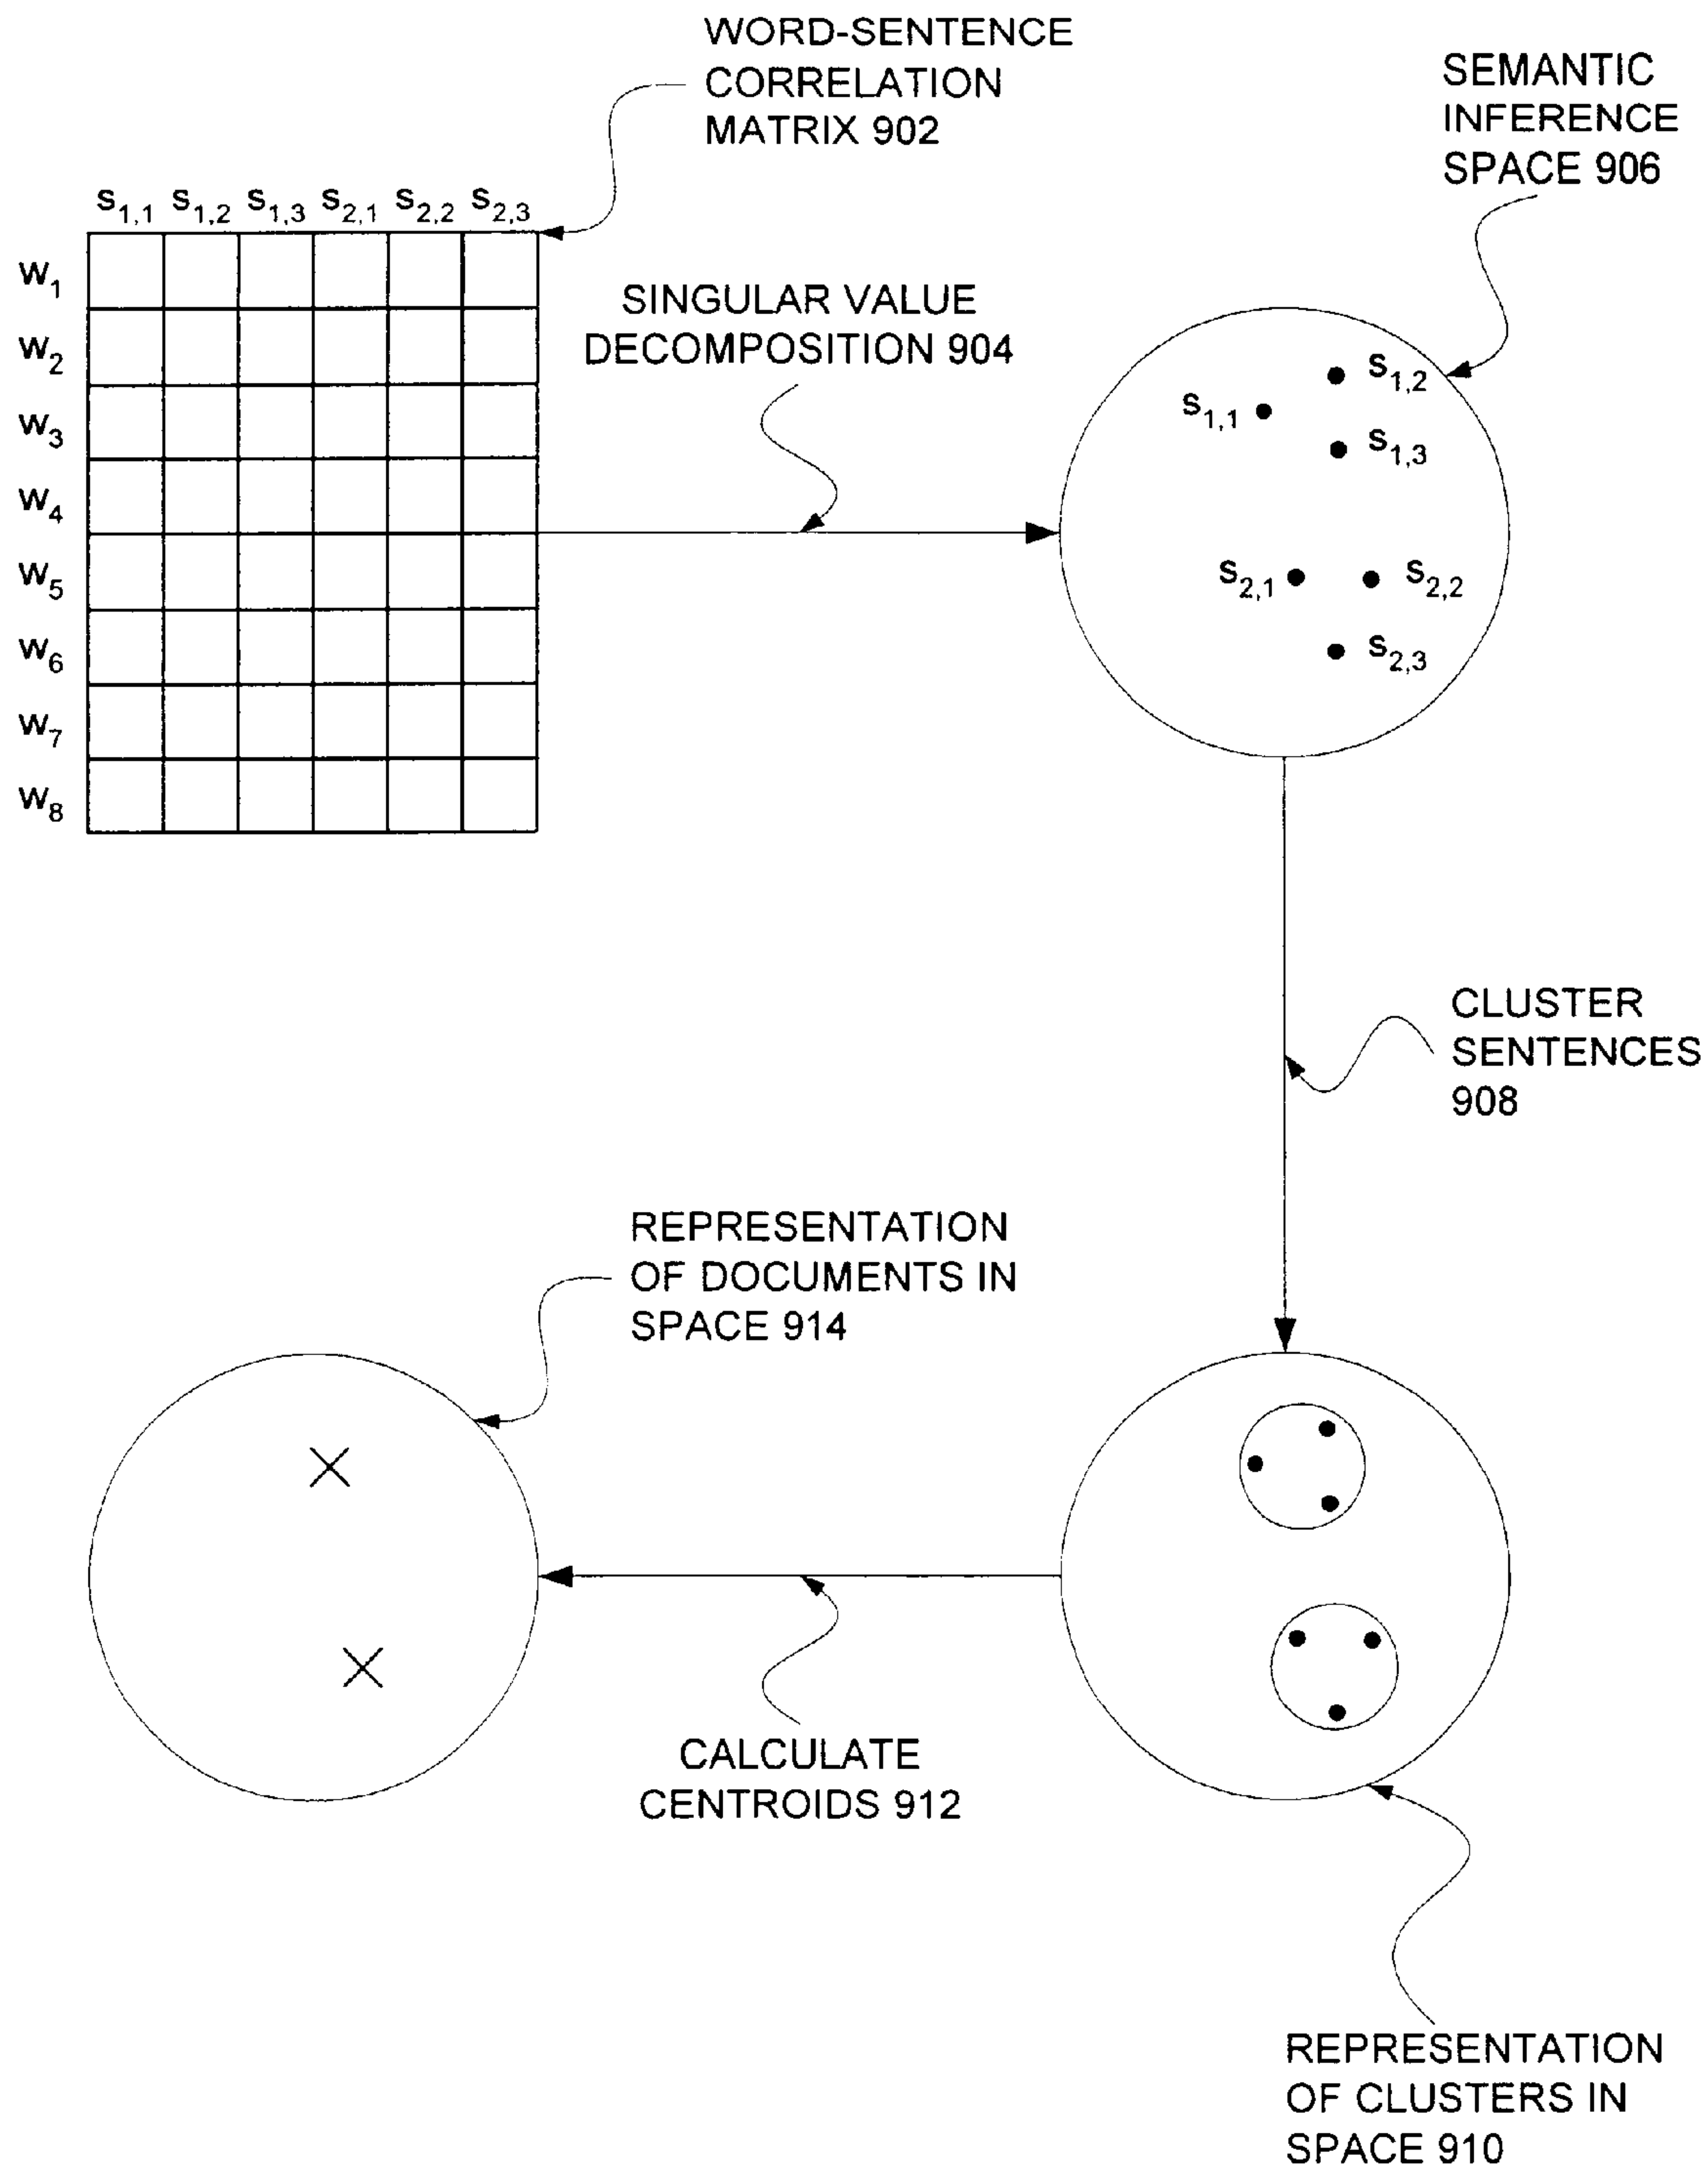 WORD-SENTENCE
CORRELATION
MATRIX 902
SEMANTIC
INFERENCE
SPACE 906
S1,1 S1,2 S1,3 S2,1 S2,2 S2,3
W1
W2
W3
W4
W5
W6
W7
W8
SINGULAR VALUE
DECOMPOSITION 904
S1,2
S1,1
S1,3
S2,1 S2,2
S2,3
CLUSTER
SENTENCES
908
REPRESENTATION
OF DOCUMENTS IN
SPACE 914
CALCULATE
CENTROIDS 912
REPRESENTATION
OF CLUSTERS IN
SPACE 910